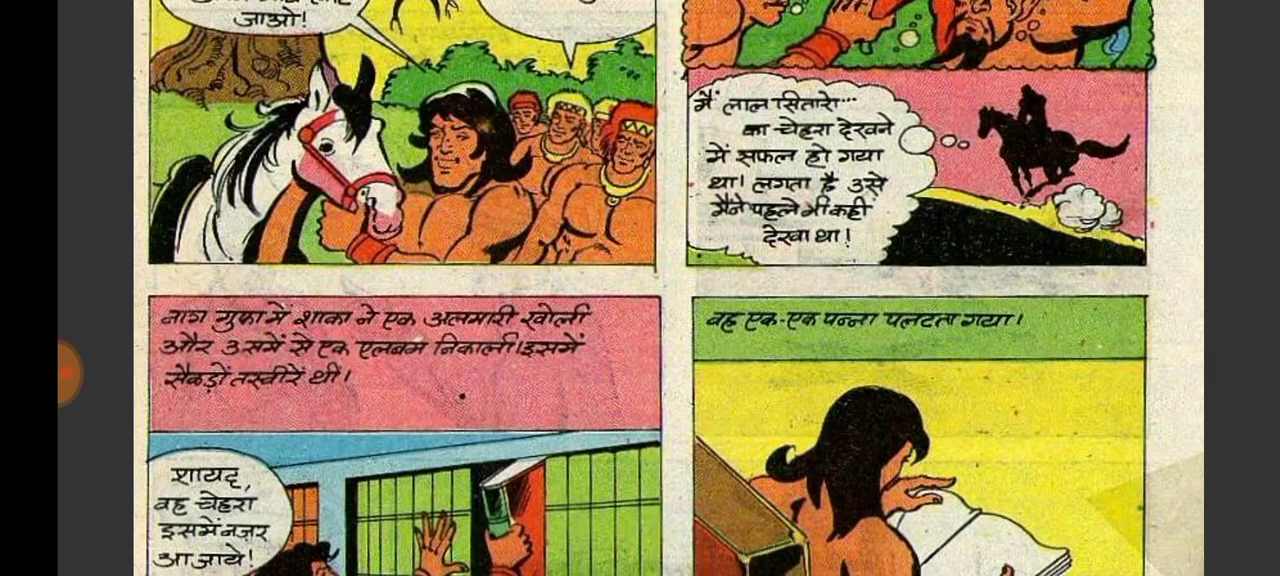 जाओ!
मैं लाल सितारे...
का चेहरा देखने
में सफल हो गया
था! लगता है उसे
मैंने पहले भी कहीं
देखा था!
नाग गुफा में शाका ने एक अलमारी खोली
और उसमें से एक एलबम निकाली। इसमें
सैकड़ों तस्वीरें थी।
शायद,
वह चेहरा
इसमें नज़र
आ जाये!
वह एक-एक पन्ना पलटता गया।